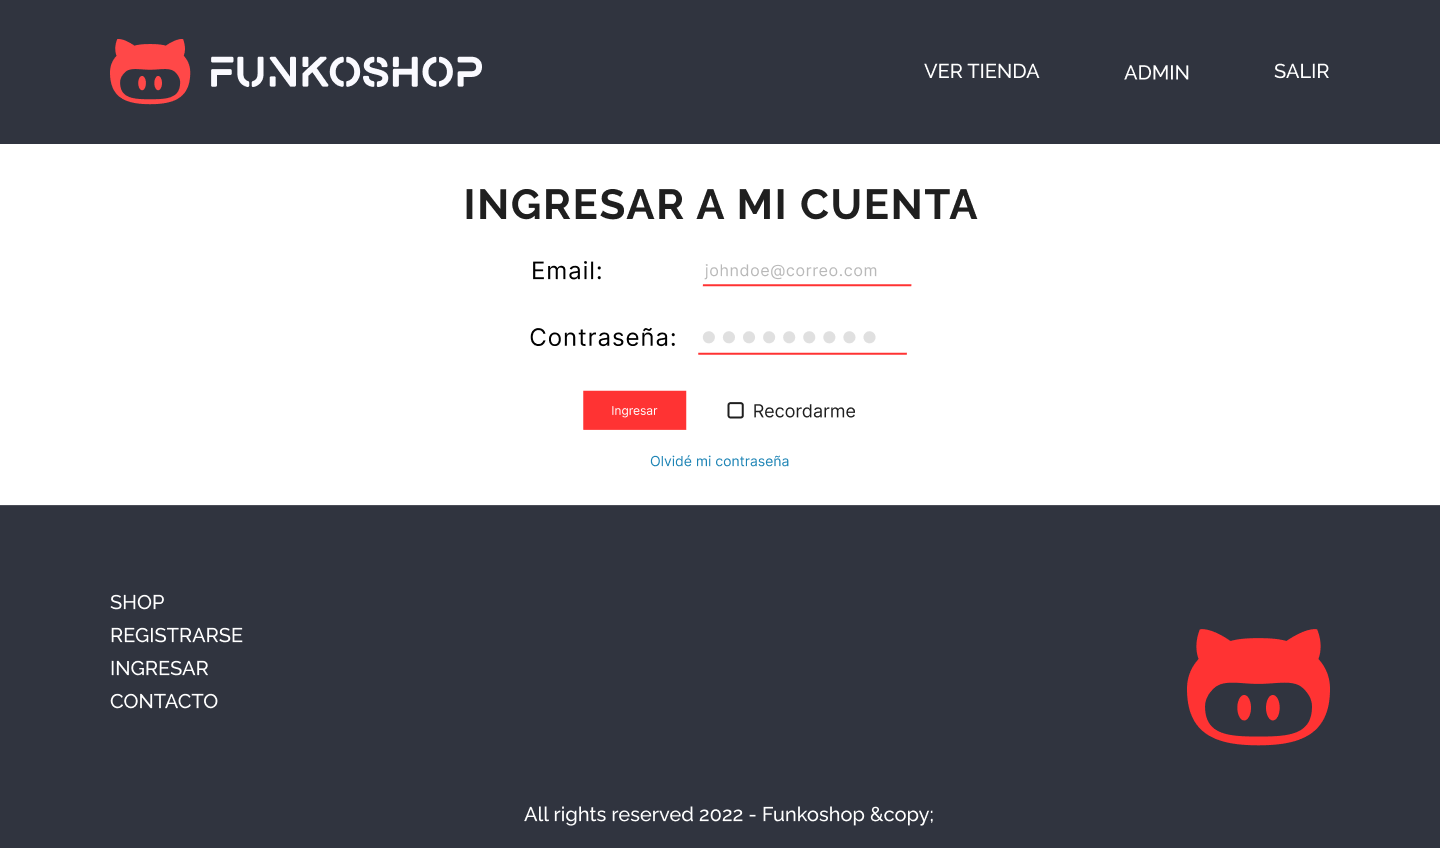 FUNKOSHOP
VER TIENDA ADMIN SALIR
INGRESAR A MI CUENTA
Email: johndoe@correo.com
Contraseña:
Ingresar Recordarme
Olvidé mi contraseña
SHOP
REGISTRARSE
INGRESAR
CONTACTO
All rights reserved 2022 - Funkoshop &copy;